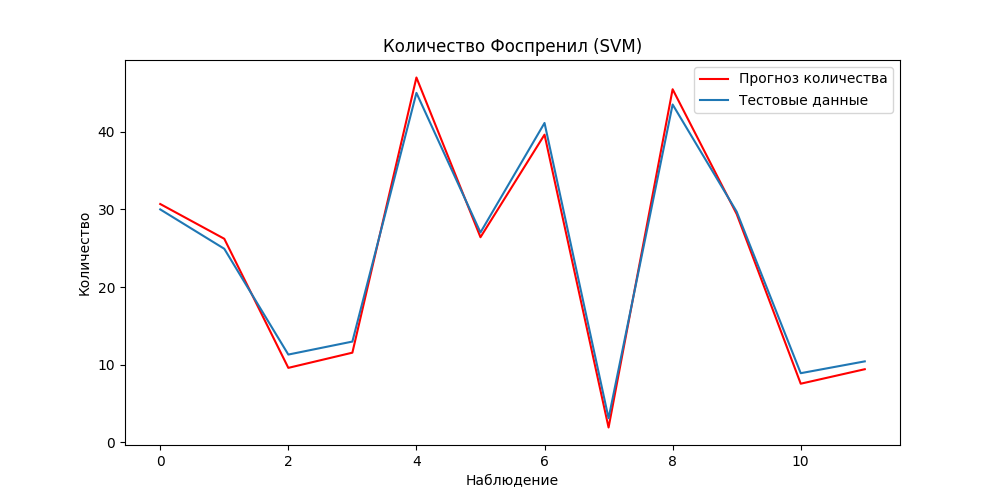 Количество Фоспренил (SVM)
Прогноз количества
Тестовые данные
Количество
40
30
20
10
0
0 2 4 6 8 10
Наблюдение